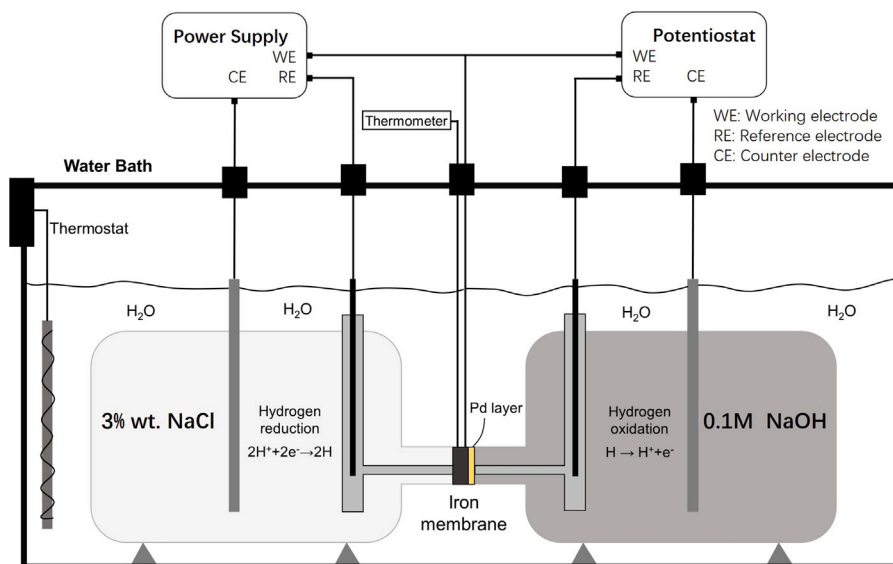 Power Supply
WE
CE
RE
Potentiostat
WE
RE
CE
Thermometer
WE: Working electrode
RE: Reference electrode
CE: Counter electrode
Water Bath
Thermostat
H₂O
H₂O
H₂O
H₂O
Pd layer
3% wt. NaCl
Hydrogen
reduction
2H⁺+2e⁻→2H
Hydrogen
oxidation
H → H⁺+e⁻
0.1M NaOH
Iron
membrane